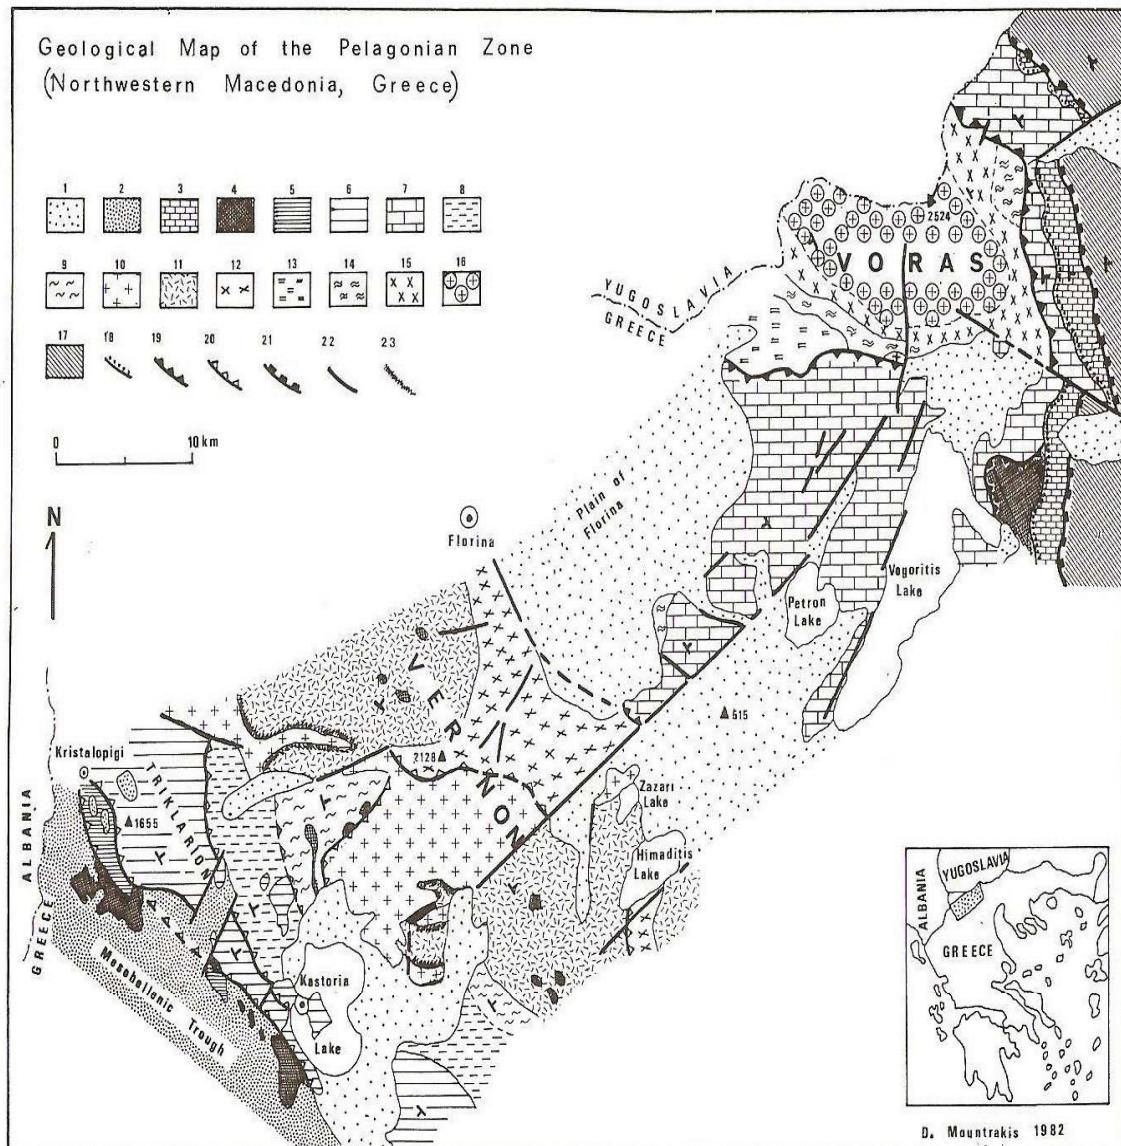 Geological Map of the Pelagonian Zone
(Northwestern Macedonia, Greece)
1 2 3 4 5 6 7 8
9 10 11 12 13 14 15 16
17 18 19 20 21 22 23
0 10 km
N
2524
VORAS
YUGOSLAVIA
GREECE
Plain of
Florina
Florina
Vegoritis
Lake
Petron
Lake
615
VERNON
2128
Kristalopigi
TRIKLARION
1655
Zazari
Lake
Himaditis
Lake
ALBANIA
GREECE
Mesohellenic Trough
Kastoria
Lake
ALBANIA
YUGOSLAVIA
GREECE
D. Mountrakis 1982